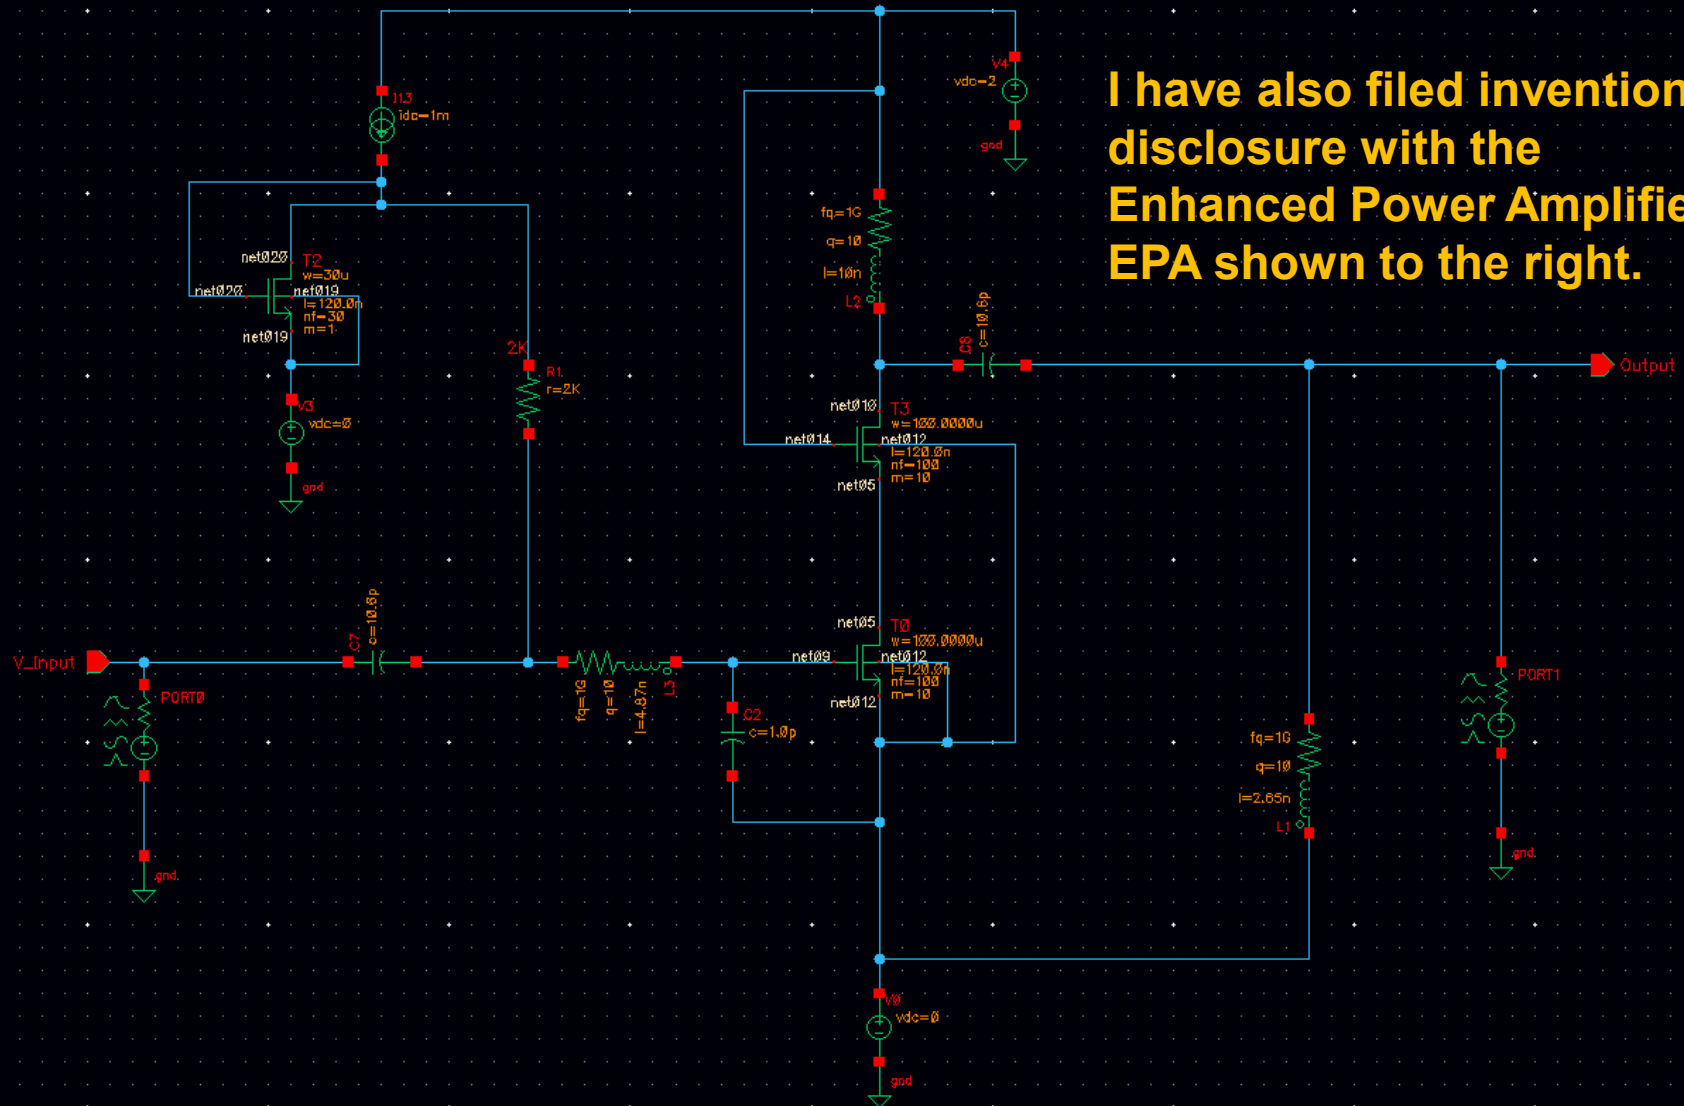 I have also filed invention
disclosure with the
Enhanced Power Amplifie
EPA shown to the right.
V4
vdc=2
gnd
I13
idc=1m
fq=1G
q=10
l=10n
L2
net020
T2
w=30u
net020
net019
l=120.0n
nf=30
m=1
net019
C8
c=10.6p
Output
2K
R1
r=2K
V3
vdc=0
gnd
net010
T3
w=100.0000u
net014
net012
l=120.0n
nf=100
m=10
net05
C7
c=10.6p
V_Input
PORT0
gnd
fq=1G
q=10
l=4.87n
L3
C2
c=1.0p
net05
T0
w=100.0000u
net09
net012
l=120.0n
nf=100
m=10
net012
fq=1G
q=10
l=2.65n
L1
PORT1
gnd
V0
vdc=0
gnd